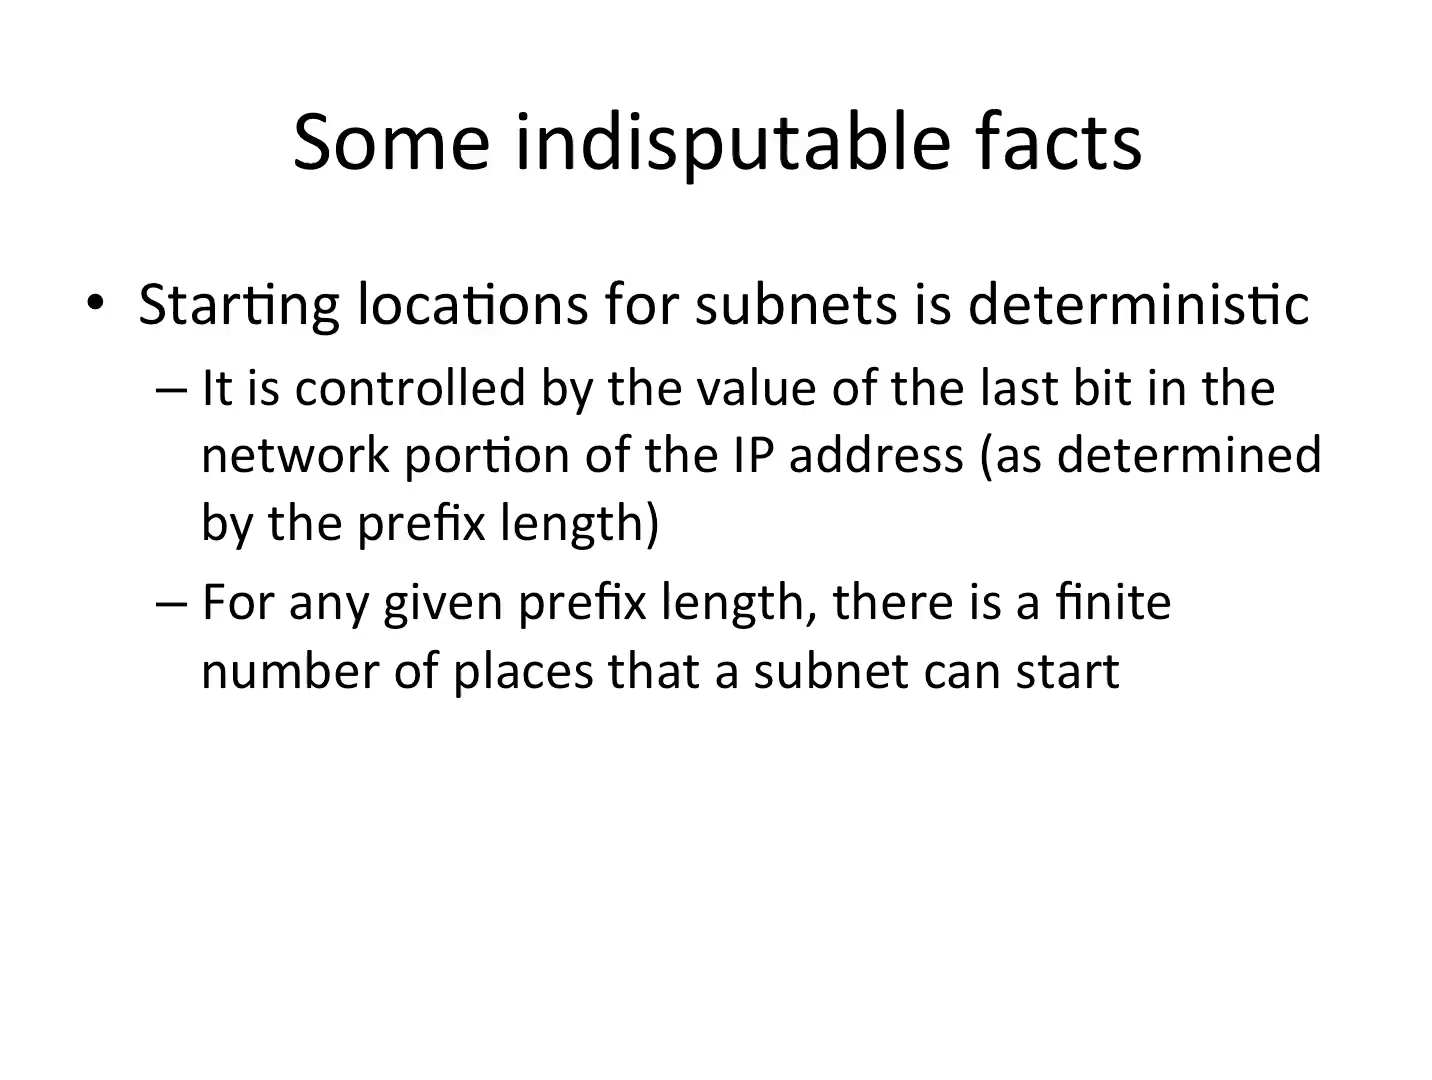 Some indisputable facts
• Starting locations for subnets is deterministic
– It is controlled by the value of the last bit in the
network portion of the IP address (as determined
by the prefix length)
– For any given prefix length, there is a finite
number of places that a subnet can start